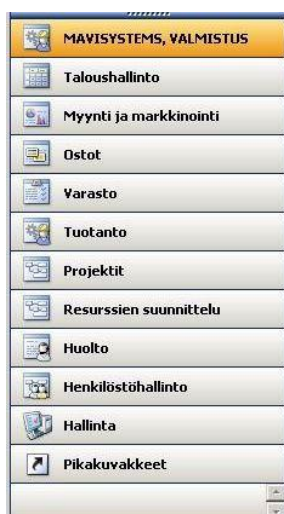 MAVISYSTEMS, VALMISTUS
Taloushallinto
Myynti ja markkinointi
Ostot
Varasto
Tuotanto
Projektit
Resurssien suunnittelu
Huolto
Henkilöstöhallinto
Hallinta
Pikakuvakkeet